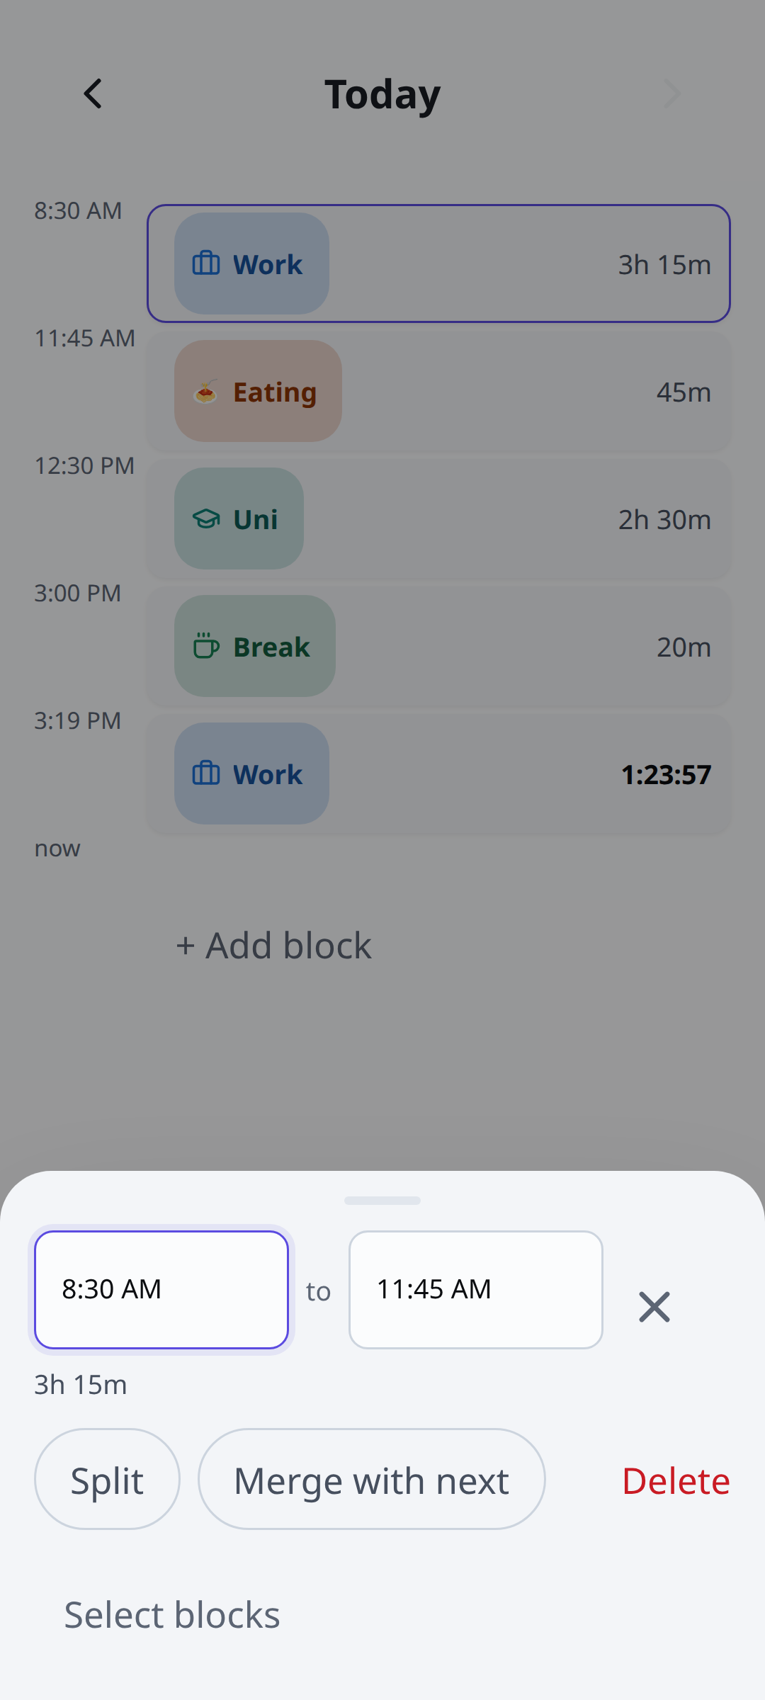 Today
8:30 AM
Work 3h 15m
11:45 AM
Eating 45m
12:30 PM
Uni 2h 30m
3:00 PM
Break 20m
3:19 PM
Work 1:23:57
now
+ Add block
8:30 AM to 11:45 AM
3h 15m
Split Merge with next Delete
Select blocks